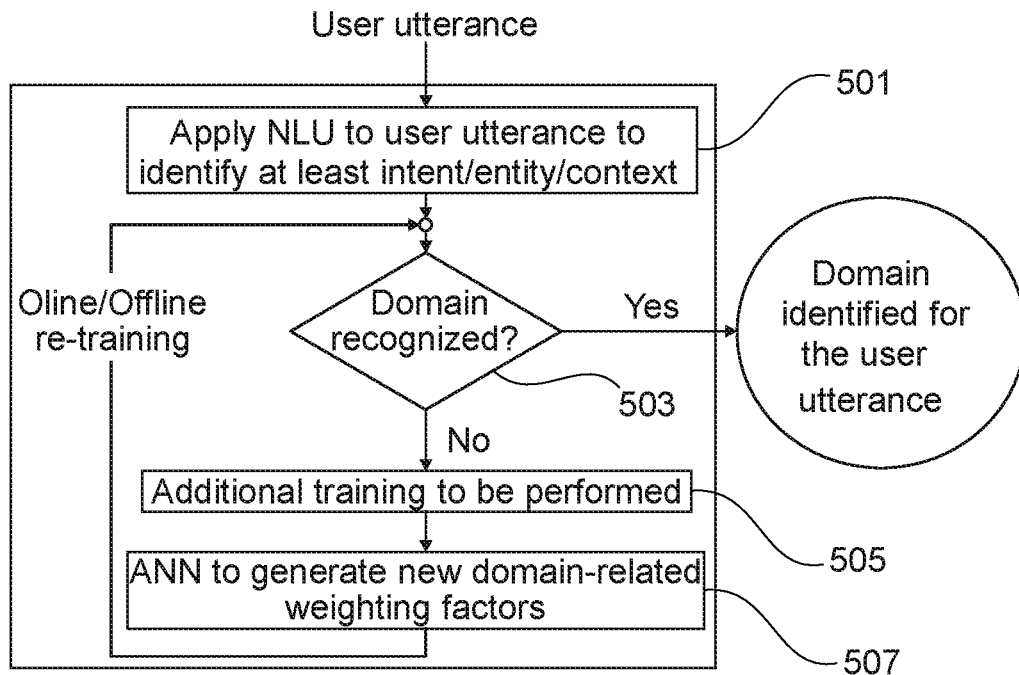 User utterance
501
Apply NLU to user utterance to
identify at least intent/entity/context
Oline/Offline
re-training
Domain
recognized?
Yes
503
Domain
identified for
the user
utterance
No
Additional training to be performed
505
ANN to generate new domain-related
weighting factors
507